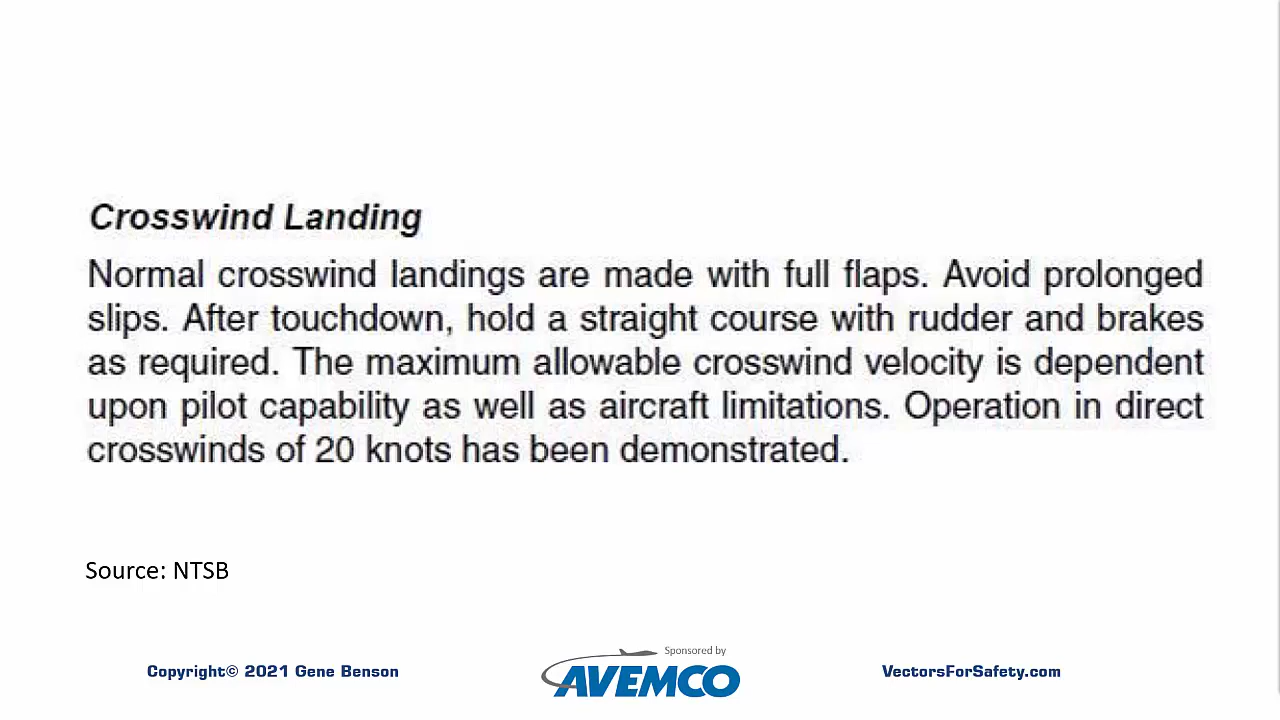 Crosswind Landing
Normal crosswind landings are made with full flaps. Avoid prolonged
slips. After touchdown, hold a straight course with rudder and brakes
as required. The maximum allowable crosswind velocity is dependent
upon pilot capability as well as aircraft limitations. Operation in direct
crosswinds of 20 knots has been demonstrated.
Source: NTSB
Sponsored by
Copyright© 2021 Gene Benson
AVEMCO
VectorsForSafety.com